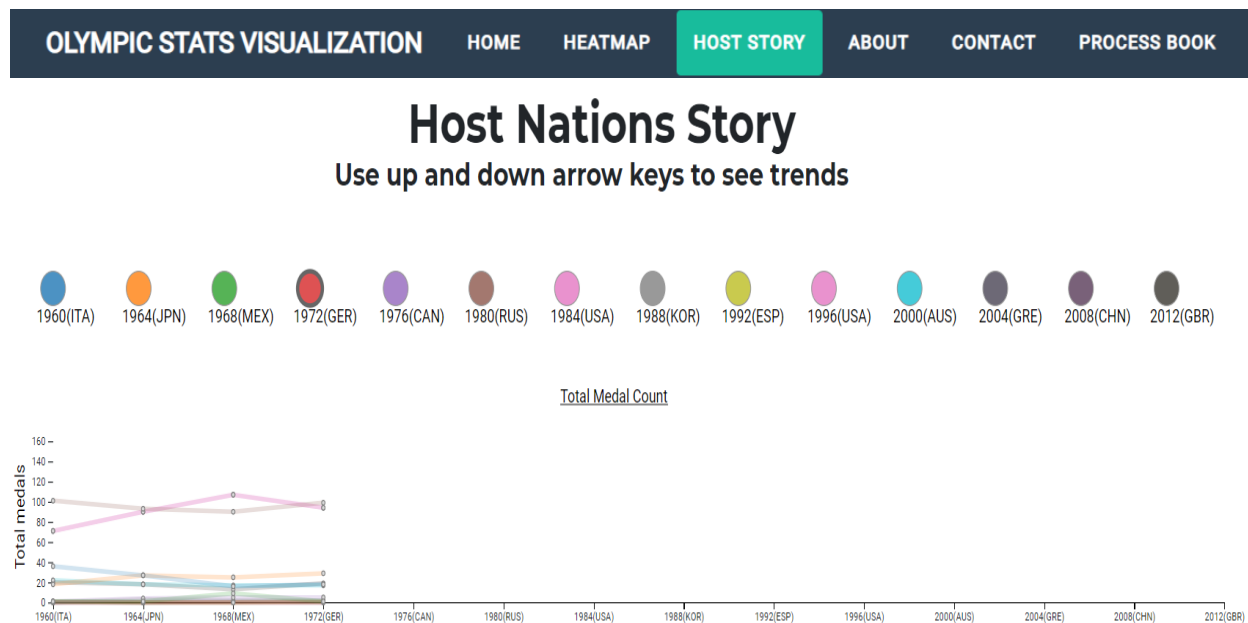 OLYMPIC STATS VISUALIZATION HOME HEATMAP HOST STORY ABOUT CONTACT PROCESS BOOK
Host Nations Story
Use up and down arrow keys to see trends
1960(ITA) 1964(JPN) 1968(MEX) 1972(GER) 1976(CAN) 1980(RUS) 1984(USA) 1988(KOR) 1992(ESP) 1996(USA) 2000(AUS) 2004(GRE) 2008(CHN) 2012(GBR)
Total Medal Count
Total medals
160
140
120
100
80
60
40
20
0
1960(ITA) 1964(JPN) 1968(MEX) 1972(GER) 1976(CAN) 1980(RUS) 1984(USA) 1988(KOR) 1992(ESP) 1996(USA) 2000(AUS) 2004(GRE) 2008(CHN) 2012(GBR)